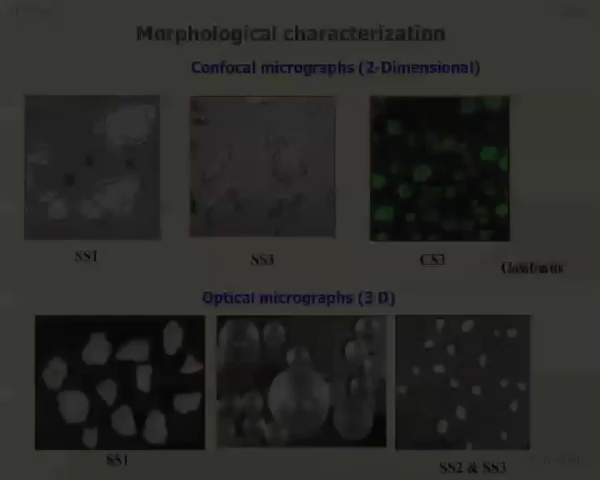 Morphological characterization
Confocal micrographs (2-Dimensional)
SS1
SS3
CS3
Optical micrographs (3 D)
SS1
SS2 & SS3